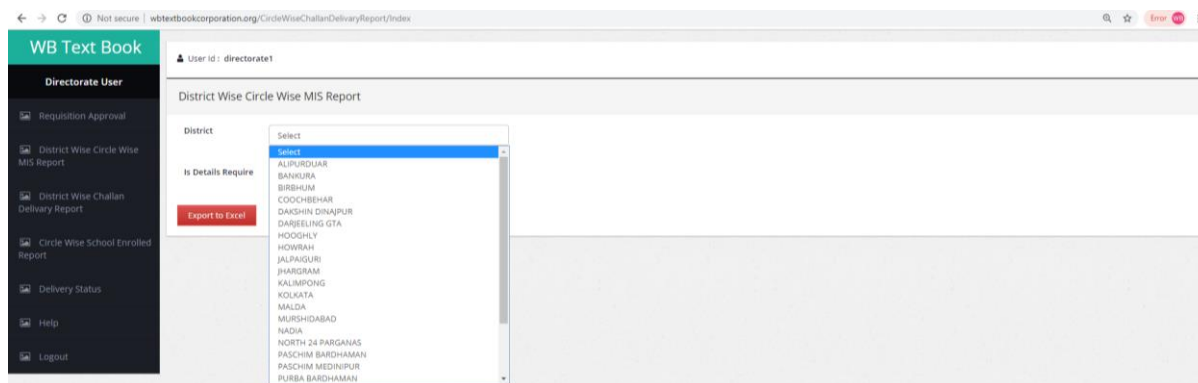 Not secure | wbtextbookcorporation.org/CircleWiseChallanDelivaryReport/Index
Error WB
WB Text Book
Directorate User
Requisition Approval
District Wise Circle Wise
MIS Report
District Wise Challan
Delivary Report
Circle Wise School Enrolled
Report
Delivery Status
Help
Logout
User Id : directorate1
District Wise Circle Wise MIS Report
District
Select
Select
ALIPURDUAR
BANKURA
BIRBHUM
COOCHBEHAR
DAKSHIN DINAJPUR
DARJEELING GTA
HOOGHLY
HOWRAH
JALPAIGURI
JHARGRAM
KALIMPONG
KOLKATA
MALDA
MURSHIDABAD
NADIA
NORTH 24 PARGANAS
PASCHIM BARDHAMAN
PASCHIM MEDINIPUR
PURBA BARDHAMAN
Is Details Require
Export to Excel